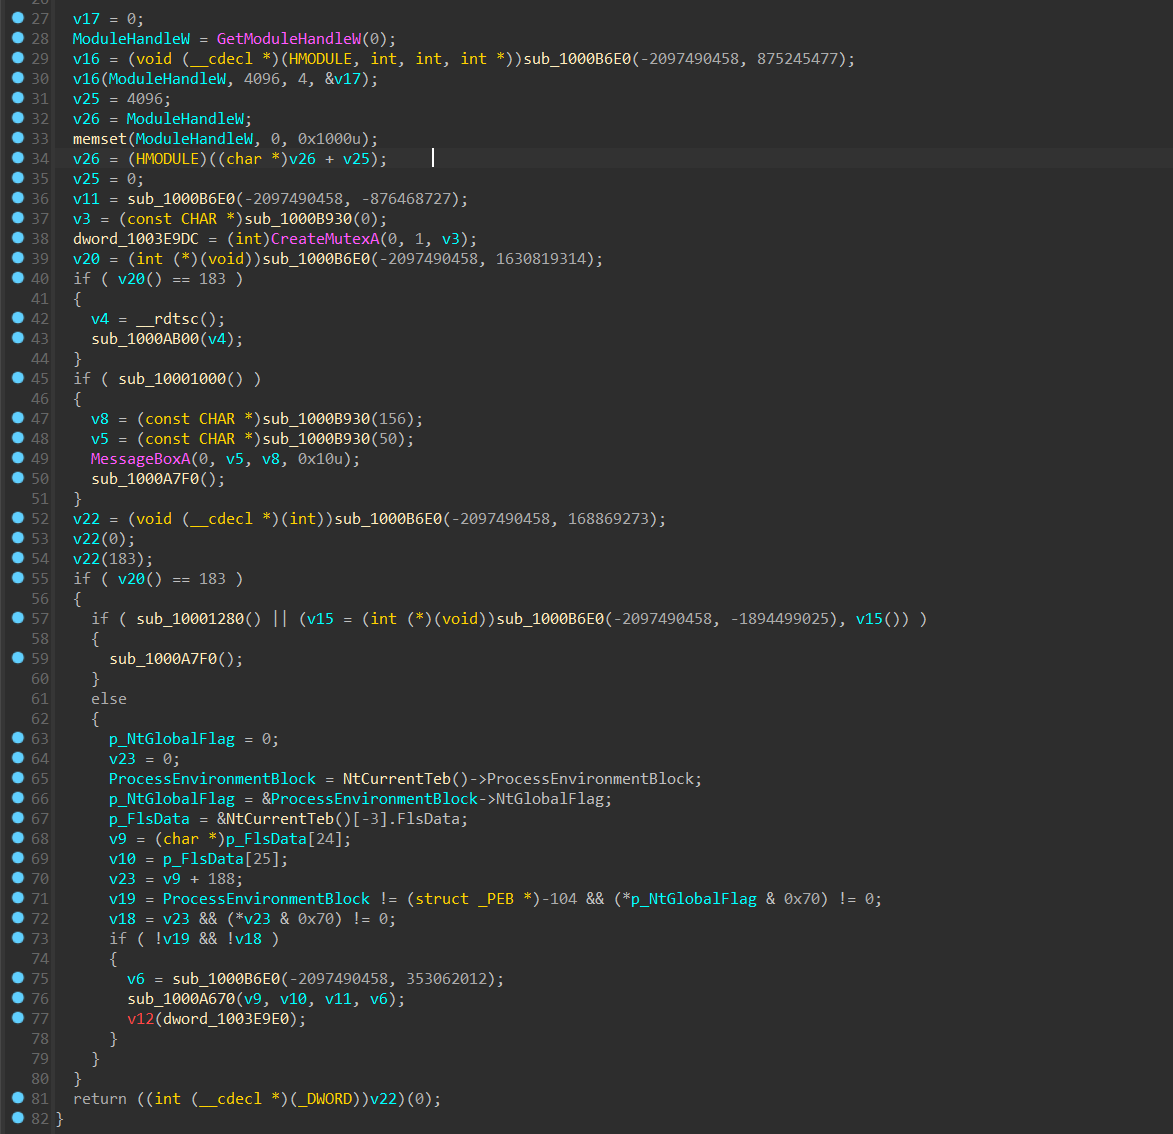 27 v17 = 0;
28 ModuleHandleW = GetModuleHandleW(0);
29 v16 = (void (__cdecl *)(HMODULE, int, int, int *))sub_1000B6E0(-2097490458, 875245477);
30 v16(ModuleHandleW, 4096, 4, &v17);
31 v25 = 4096;
32 v26 = ModuleHandleW;
33 memset(ModuleHandleW, 0, 0x1000u);
34 v26 = (HMODULE)((char *)v26 + v25);
35 v25 = 0;
36 v11 = sub_1000B6E0(-2097490458, -876468727);
37 v3 = (const CHAR *)sub_1000B930(0);
38 dword_1003E9DC = (int)CreateMutexA(0, 1, v3);
39 v20 = (int (*)(void))sub_1000B6E0(-2097490458, 1630819314);
40 if ( v20() == 183 )
41 {
42 v4 = __rdtsc();
43 sub_1000AB00(v4);
44 }
45 if ( sub_10001000() )
46 {
47 v8 = (const CHAR *)sub_1000B930(156);
48 v5 = (const CHAR *)sub_1000B930(50);
49 MessageBoxA(0, v5, v8, 0x10u);
50 sub_1000A7F0();
51 }
52 v22 = (void (__cdecl *)(int))sub_1000B6E0(-2097490458, 168869273);
53 v22(0);
54 v22(183);
55 if ( v20() == 183 )
56 {
57 if ( sub_10001280() || (v15 = (int (*)(void))sub_1000B6E0(-2097490458, -1894499025), v15()) )
58 {
59 sub_1000A7F0();
60 }
61 else
62 {
63 p_NtGlobalFlag = 0;
64 v23 = 0;
65 ProcessEnvironmentBlock = NtCurrentTeb()->ProcessEnvironmentBlock;
66 p_NtGlobalFlag = &ProcessEnvironmentBlock->NtGlobalFlag;
67 p_FlsData = &NtCurrentTeb()[-3].FlsData;
68 v9 = (char *)p_FlsData[24];
69 v10 = p_FlsData[25];
70 v23 = v9 + 188;
71 v19 = ProcessEnvironmentBlock != (struct _PEB *)-104 && (*p_NtGlobalFlag & 0x70) != 0;
72 v18 = v23 && (*v23 & 0x70) != 0;
73 if ( !v19 && !v18 )
74 {
75 v6 = sub_1000B6E0(-2097490458, 353062012);
76 sub_1000A670(v9, v10, v11, v6);
77 v12(dword_1003E9E0);
78 }
79 }
80 }
81 return ((int (__cdecl *)(_DWORD))v22)(0);
82 }